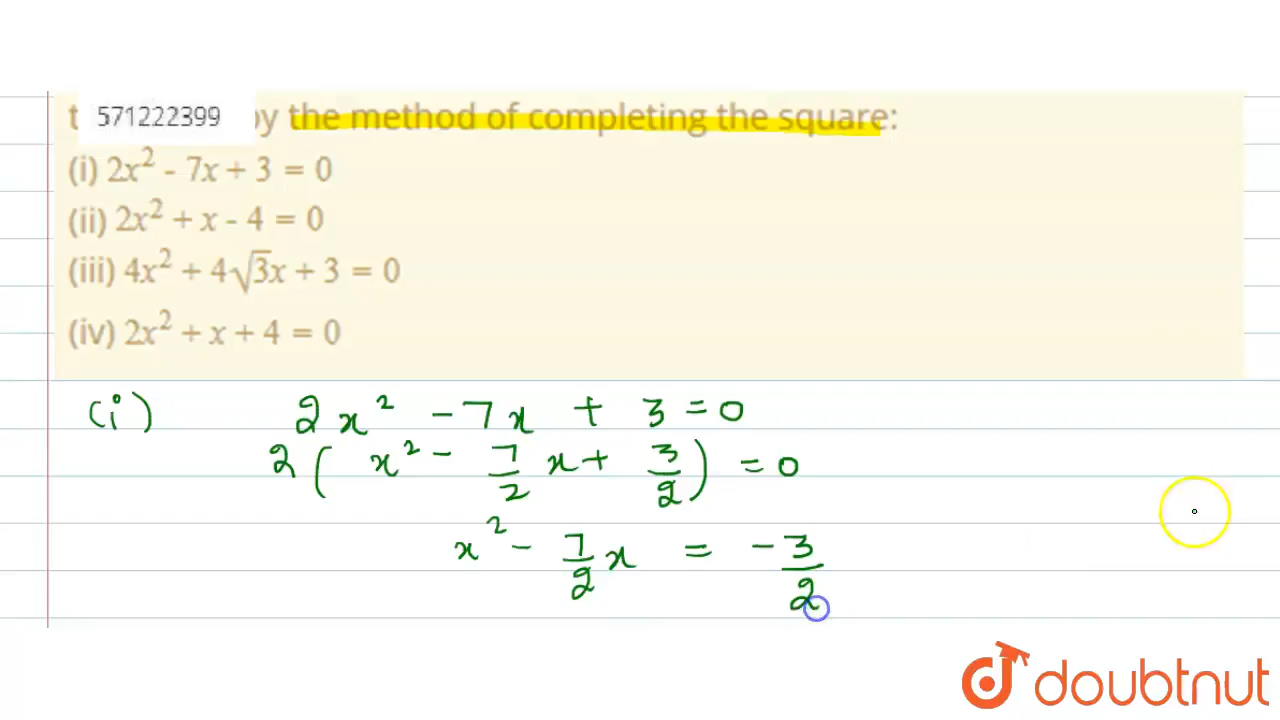 571222399 by the method of completing the square:
(i) 2x² - 7x + 3 = 0
(ii) 2x² + x - 4 = 0
(iii) 4x² + 4√3x + 3 = 0
(iv) 2x² + x + 4 = 0
(i) 2x² - 7x + 3 = 0
2(x² - 7/2 x + 3/2) = 0
x² - 7/2 x = -3/2
doubtnut